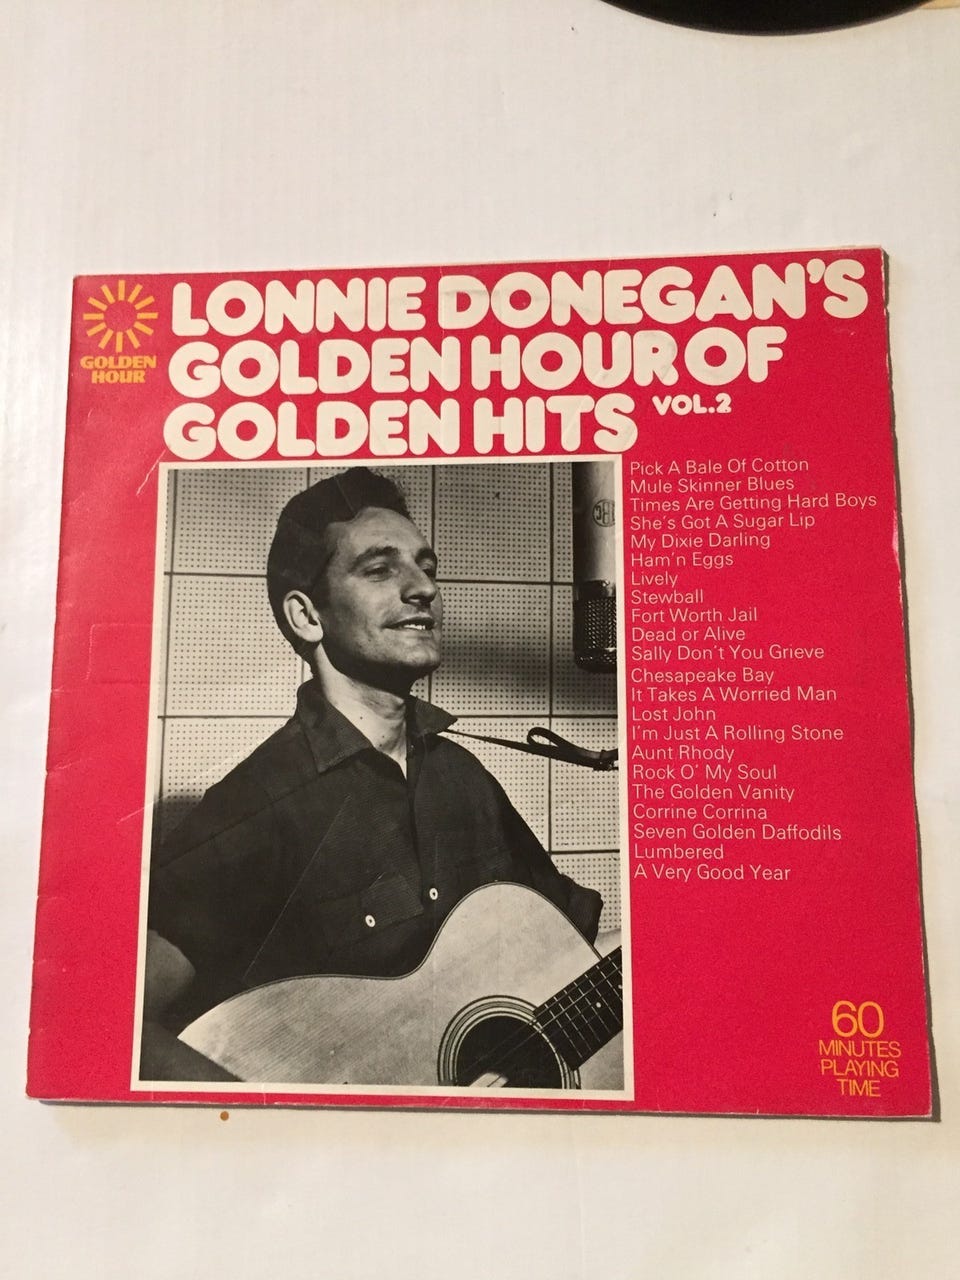 GOLDEN
HOUR
LONNIE DONEGAN'S
GOLDEN HOUR OF
GOLDEN HITS VOL.2
Pick A Bale Of Cotton
Mule Skinner Blues
Times Are Getting Hard Boys
She's Got A Sugar Lip
My Dixie Darling
Ham'n Eggs
Lively
Stewball
Fort Worth Jail
Dead or Alive
Sally Don't You Grieve
Chesapeake Bay
It Takes A Worried Man
Lost John
I'm Just A Rolling Stone
Aunt Rhody
Rock O' My Soul
The Golden Vanity
Corrine Corrina
Seven Golden Daffodils
Lumbered
A Very Good Year
60
MINUTES
PLAYING
TIME